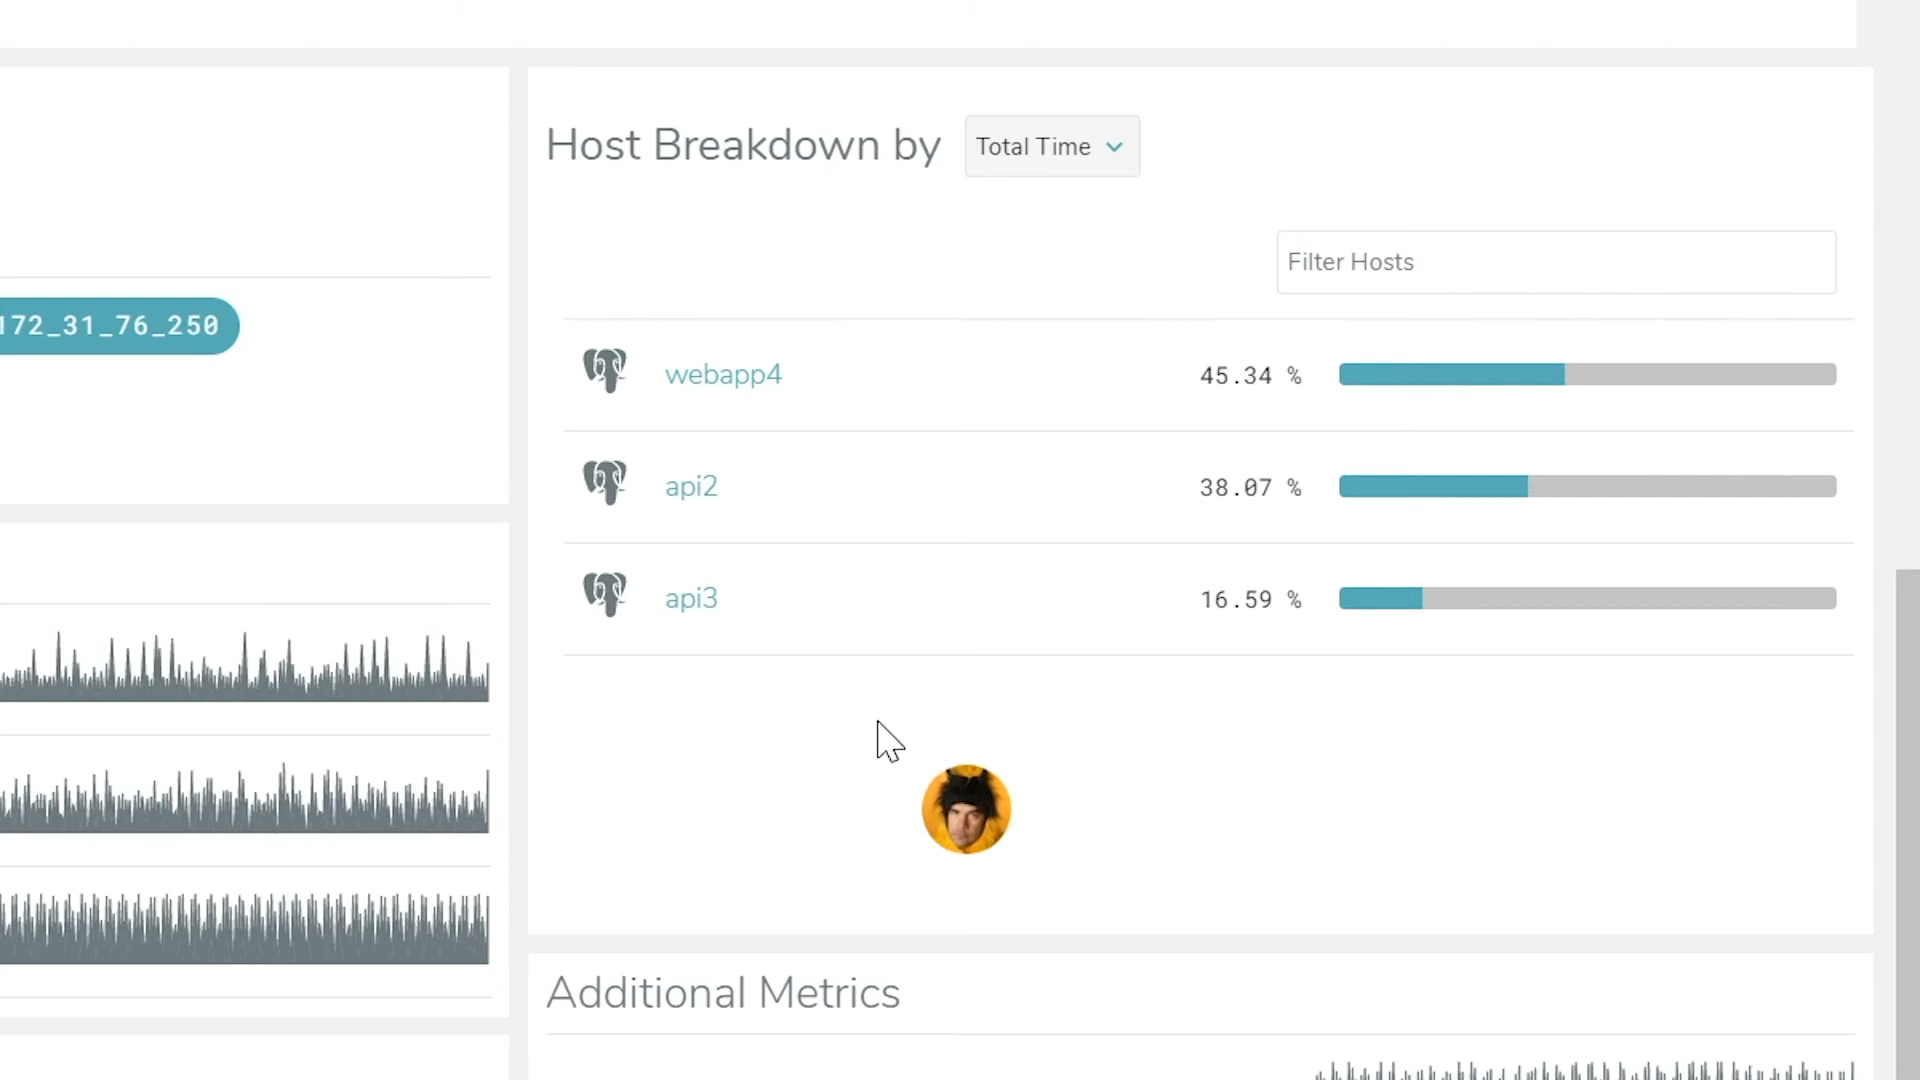 Host Breakdown by Total Time
Filter Hosts
172_31_76_250
webapp4 45.34 %
api2 38.07 %
api3 16.59 %
Additional Metrics